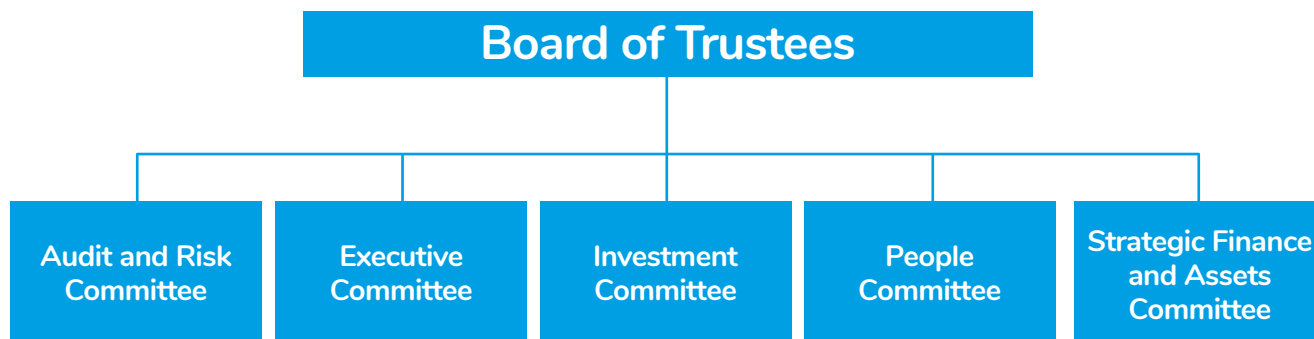 Board of Trustees
Audit and Risk
Committee
Executive
Committee
Investment
Committee
People
Committee
Strategic Finance
and Assets
Committee